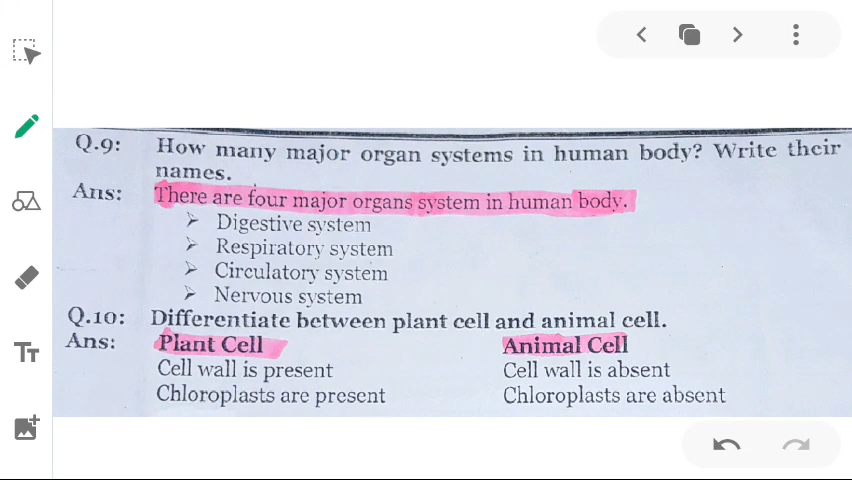 Q.9: How many major organ systems in human body? Write their
names.
Ans: There are four major organs system in human body.
➢ Digestive system
➢ Respiratory system
➢ Circulatory system
➢ Nervous system
Q.10: Differentiate between plant cell and animal cell.
Ans: Plant Cell Animal Cell
Cell wall is present Cell wall is absent
Chloroplasts are present Chloroplasts are absent